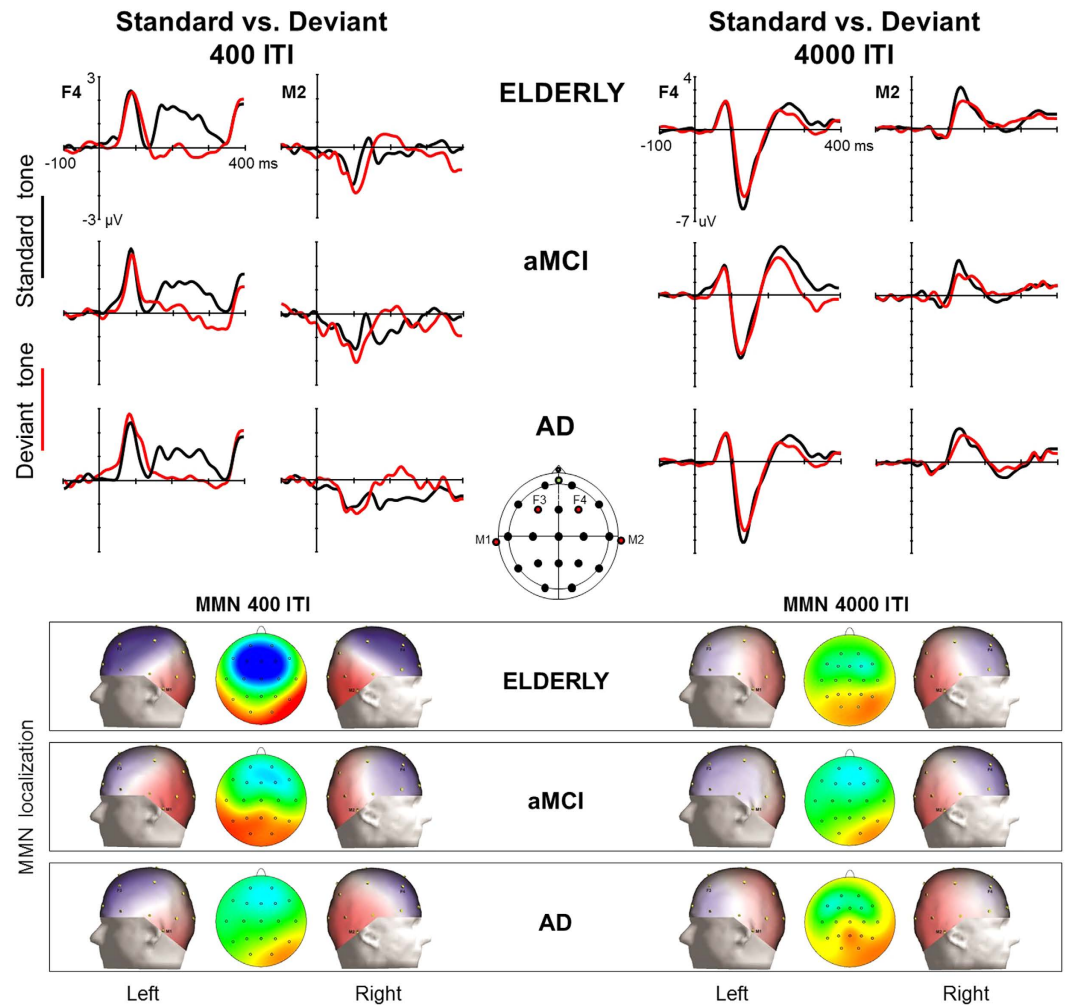 Standard vs. Deviant
400 ITI
Standard vs. Deviant
4000 ITI
F4
3
M2
ELDERLY
F4
4
M2
-100
400 ms
-100
400 ms
-3 µV
-7 uV
Standard tone
aMCI
Deviant tone
AD
F3
F4
M1
M2
MMN 400 ITI
MMN 4000 ITI
MMN localization
ELDERLY
aMCI
AD
Left
Right
Left
Right